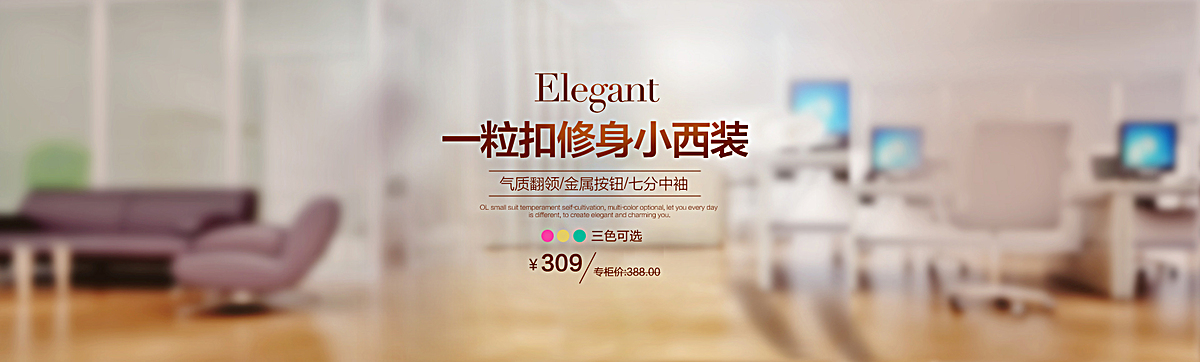 Elegant
一粒扣修身小西装
气质翻领/金属按钮/七分中袖
OL small suit temperament self-cultivation, multi-color optional, let you every day
is different, to create elegant and charming you.
三色可选
¥309/专柜价:388.00